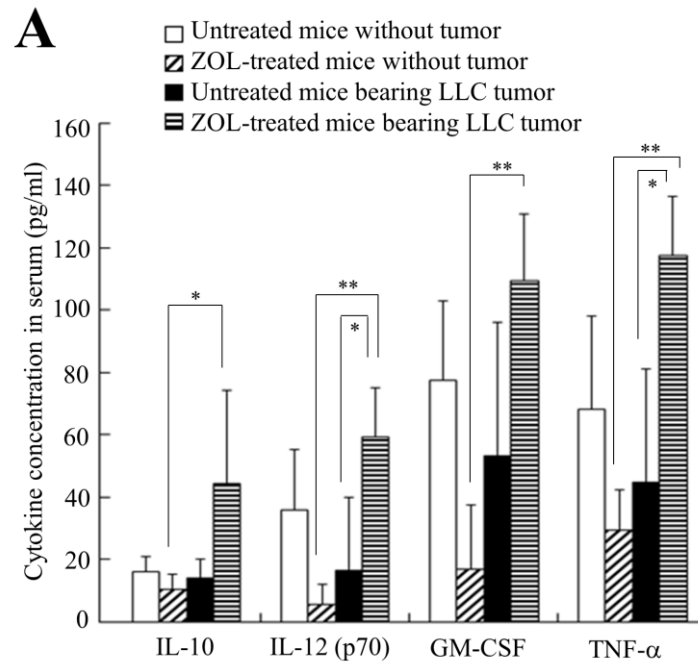 A
Untreated mice without tumor
ZOL-treated mice without tumor
Untreated mice bearing LLC tumor
ZOL-treated mice bearing LLC tumor
Cytokine concentration in serum (pg/ml)
160
140
120
100
80
60
40
20
0
*
**
*
**
**
*
IL-10 IL-12 (p70) GM-CSF TNF-α